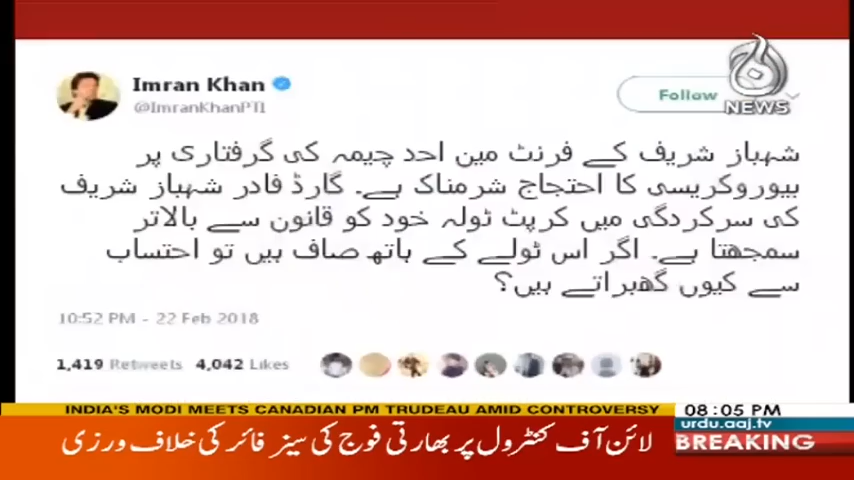 Imran Khan
@ImranKhanPTI
Follow
آج
NEWS
شہباز شریف کے فرنٹ مین احد چیمہ کی گرفتاری پر
بیوروکریسی کا احتجاج شرمناک ہے۔ گارڈ فادر شہباز شریف
کی سرکردگی میں کرپٹ ٹولہ خود کو قانون سے بالاتر
سمجھتا ہے۔ اگر اس ٹولے کے ہاتھ صاف ہیں تو احتساب
سے کیوں گھبراتے ہیں؟
10:52 PM - 22 Feb 2018
1,419 Retweets 4,042 Likes
INDIA'S MODI MEETS CANADIAN PM TRUDEAU AMID CONTROVERSY
08:05 PM
urdu.aaj.tv
BREAKING
لائن آف کنٹرول پر بھارتی فوج کی سیز فائر کی خلاف ورزی